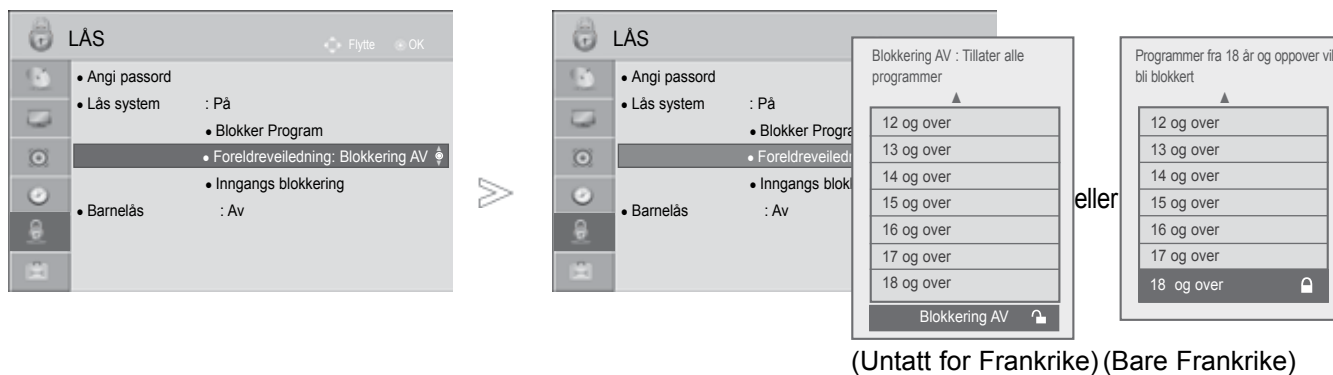 LÅS
Flytte OK
• Angi passord
• Lås system : På
• Blokker Program
• Foreldreveiledning: Blokkering AV
• Inngangs blokkering
• Barnelås : Av
LÅS
• Angi passord
• Lås system : På
• Blokker Progra
• Foreldreveiledn
• Inngangs blokk
• Barnelås : Av
Blokkering AV : Tillater alle
programmer
12 og over
13 og over
14 og over
15 og over
16 og over
17 og over
18 og over
Blokkering AV
(Untatt for Frankrike)
eller
Programmer fra 18 år og oppover vil
bli blokkert
12 og over
13 og over
14 og over
15 og over
16 og over
17 og over
18 og over
(Bare Frankrike)